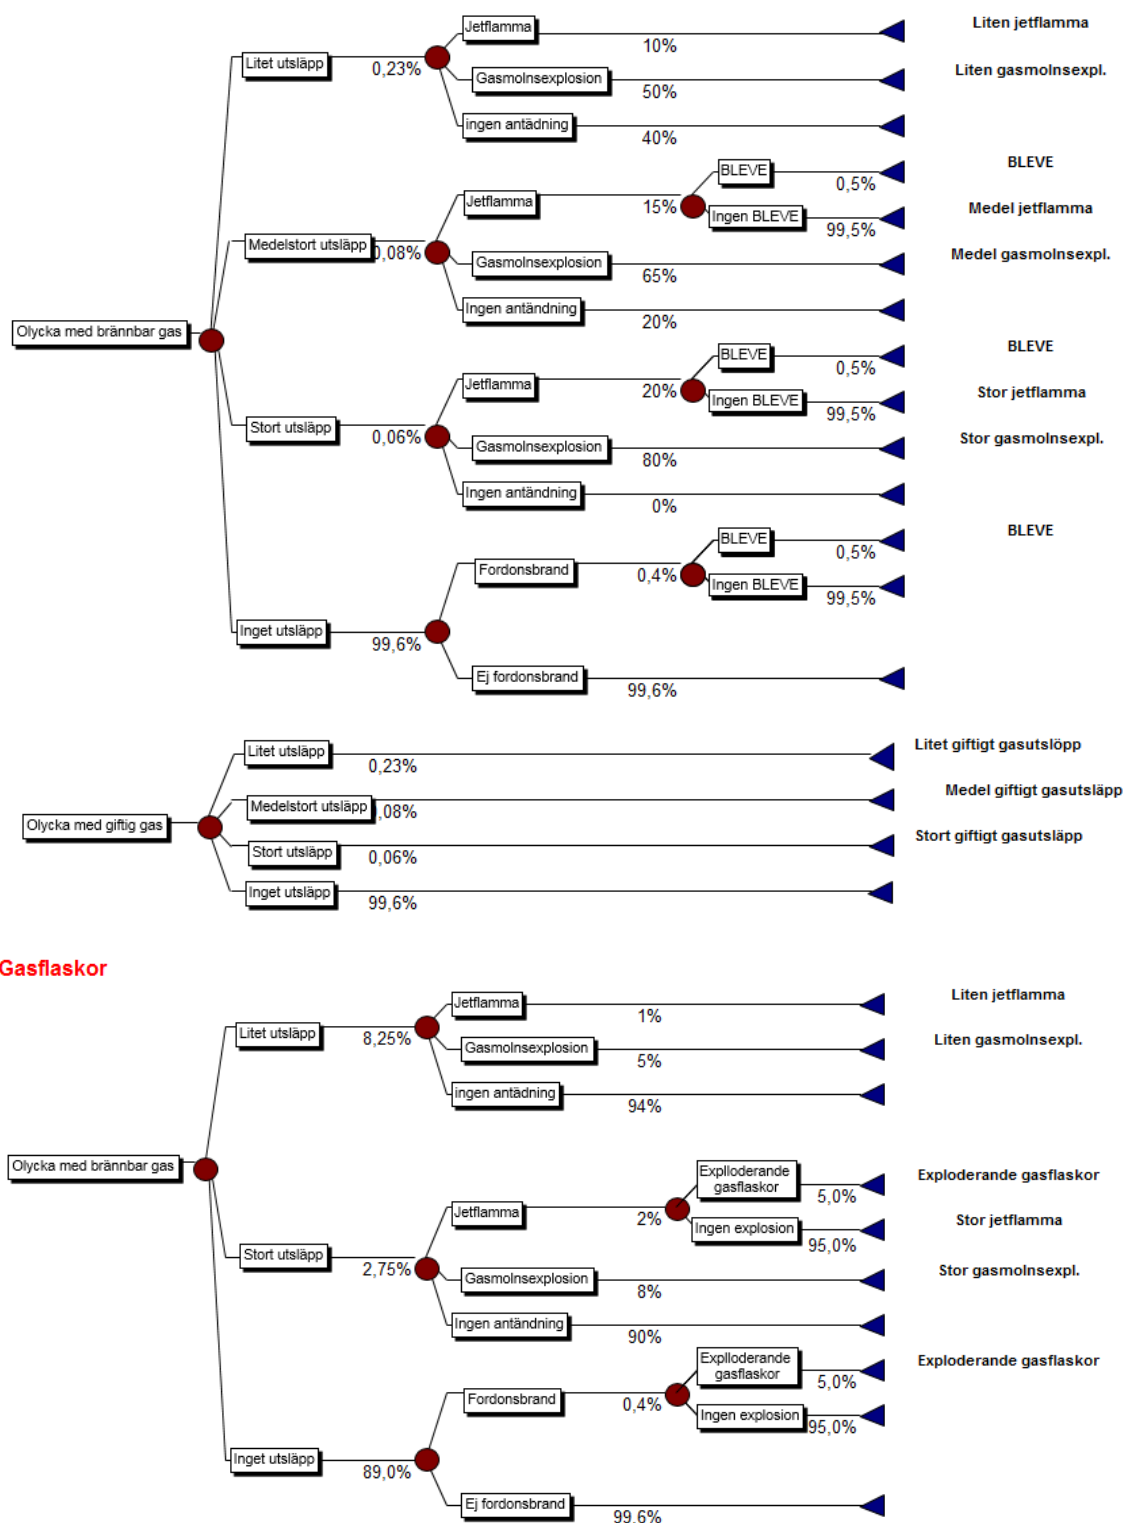 Jetflamma
10%
Liten jetflamma
Litet utsläpp
0,23%
Gasmolnsexplosion
50%
Liten gasmolnsexpl.
ingen antädning
40%
BLEVE
0,5%
BLEVE
Jetflamma
15%
Ingen BLEVE
99,5%
Medel jetflamma
Medelstort utsläpp
0,08%
Gasmolnsexplosion
65%
Medel gasmolnsexpl.
Ingen antändning
20%
Olycka med brännbar gas
BLEVE
0,5%
BLEVE
Jetflamma
20%
Ingen BLEVE
99,5%
Stor jetflamma
Stort utsläpp
0,06%
Gasmolnsexplosion
80%
Stor gasmolnsexpl.
Ingen antändning
0%
BLEVE
0,5%
BLEVE
Fordonsbrand
0,4%
Ingen BLEVE
99,5%
Inget utsläpp
99,6%
Ej fordonsbrand
99,6%
Litet utsläpp
0,23%
Litet giftigt gasutslöpp
Medelstort utsläpp
0,08%
Medel giftigt gasutsläpp
Olycka med giftig gas
Stort utsläpp
0,06%
Stort giftigt gasutsläpp
Inget utsläpp
99,6%
Gasflaskor
Jetflamma
1%
Liten jetflamma
Litet utsläpp
8,25%
Gasmolnsexplosion
5%
Liten gasmolnsexpl.
ingen antädning
94%
Olycka med brännbar gas
Explloderande
gasflaskor
5,0%
Exploderande gasflaskor
Jetflamma
2%
Ingen explosion
95,0%
Stor jetflamma
Stort utsläpp
2,75%
Gasmolnsexplosion
8%
Stor gasmolnsexpl.
Ingen antändning
90%
Explloderande
gasflaskor
5,0%
Exploderande gasflaskor
Fordonsbrand
0,4%
Ingen explosion
95,0%
Inget utsläpp
89,0%
Ej fordonsbrand
99,6%